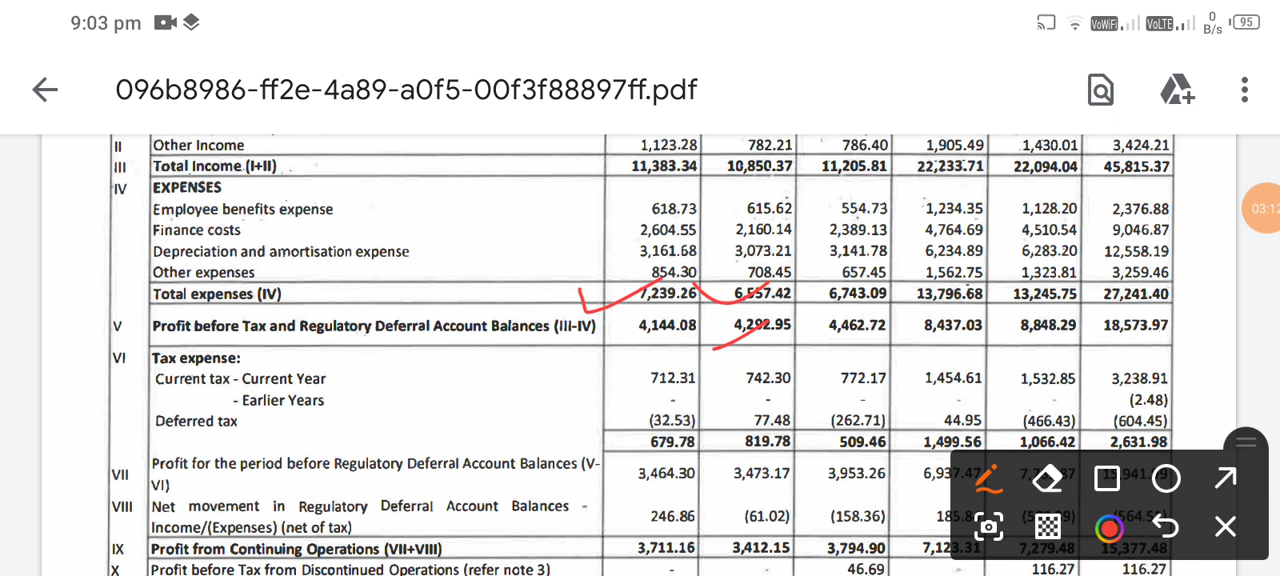 9:03 pm VoWiFi VoLTE 0 B/s 95
096b8986-ff2e-4a89-a0f5-00f3f88897ff.pdf
II Other Income 1,123.28 782.21 786.40 1,905.49 1,430.01 3,424.21
III Total Income (I+II) 11,383.34 10,850.37 11,205.81 22,233.71 22,094.04 45,815.37
IV EXPENSES
Employee benefits expense 618.73 615.62 554.73 1,234.35 1,128.20 2,376.88
03:12
Finance costs 2,604.55 2,160.14 2,389.13 4,764.69 4,510.54 9,046.87
Depreciation and amortisation expense 3,161.68 3,073.21 3,141.78 6,234.89 6,283.20 12,558.19
Other expenses 854.30 708.45 657.45 1,562.75 1,323.81 3,259.46
Total expenses (IV) 7,239.26 6,557.42 6,743.09 13,796.68 13,245.75 27,241.40
V Profit before Tax and Regulatory Deferral Account Balances (III-IV) 4,144.08 4,292.95 4,462.72 8,437.03 8,848.29 18,573.97
VI Tax expense:
Current tax - Current Year 712.31 742.30 772.17 1,454.61 1,532.85 3,238.91
- Earlier Years - - - - - (2.48)
Deferred tax (32.53) 77.48 (262.71) 44.95 (466.43) (604.45)
679.78 819.78 509.46 1,499.56 1,066.42 2,631.98
VII Profit for the period before Regulatory Deferral Account Balances (V-
VI) 3,464.30 3,473.17 3,953.26 6,937.47
VIII Net movement in Regulatory Deferral Account Balances -
Income/(Expenses) (net of tax) 246.86 (61.02) (158.36)
IX Profit from Continuing Operations (VII+VIII) 3,711.16 3,412.15 3,794.90 7,123.31 7,279.48 15,377.48
X Profit before Tax from Discontinued Operations (refer note 3) - - 46.69 - 116.27 116.27